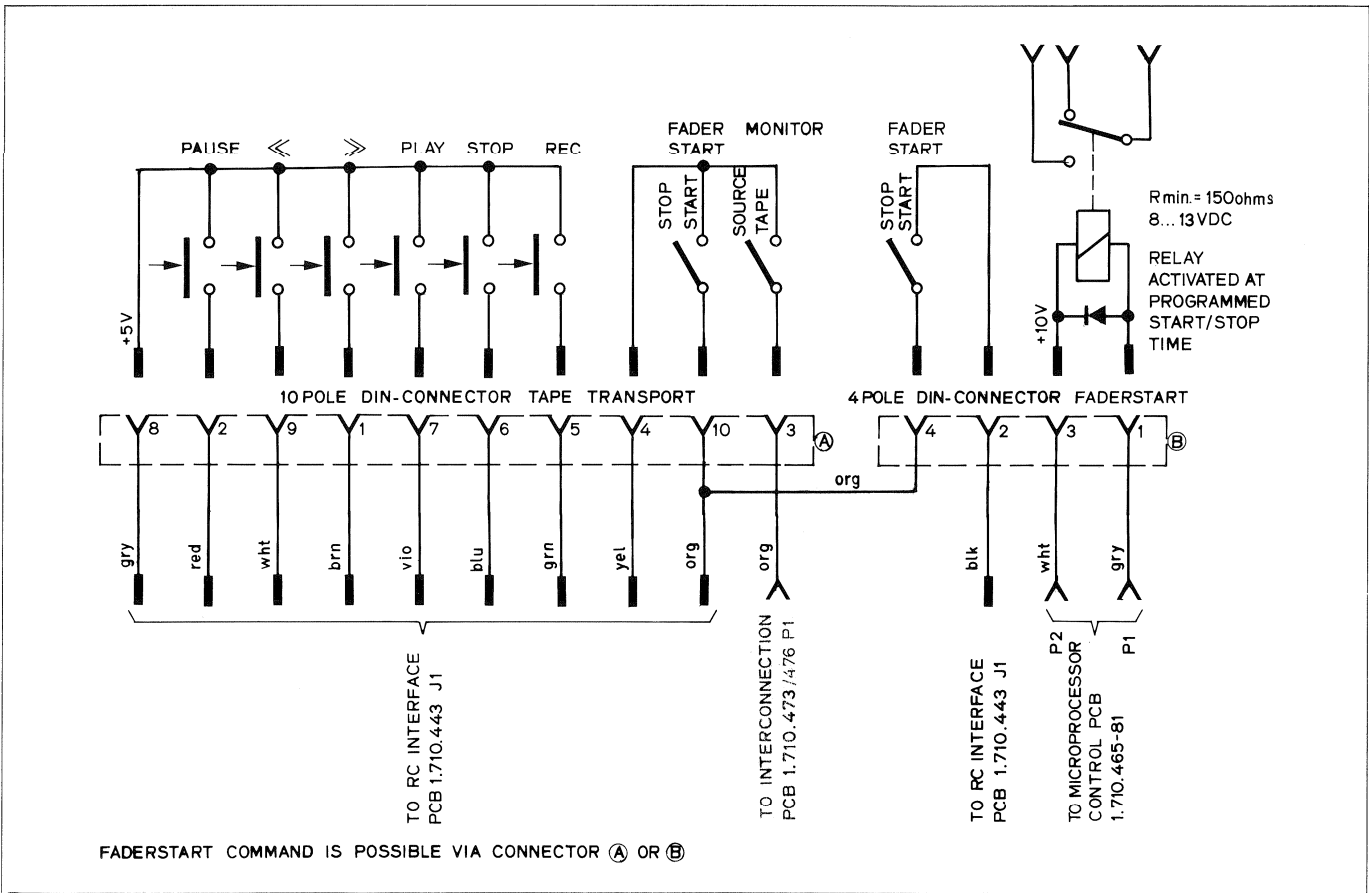 FADER MONITOR FADER
START START
PAUSE ≪ ≫ PLAY STOP REC
STOP
START
SOURCE
TAPE
STOP
START
Rmin.= 150ohms
8...13VDC
RELAY
ACTIVATED AT
PROGRAMMED
START/STOP
TIME
+5V
+10V
10 POLE DIN-CONNECTOR TAPE TRANSPORT
4 POLE DIN-CONNECTOR FADERSTART
8 2 9 1 7 6 5 4 10 3 A
4 2 3 1 B
org
gry red wht brn vio blu grn yel org org
blk wht gry
P2 P1
TO RC INTERFACE
PCB 1.710.443 J1
TO INTERCONNECTION
PCB 1.710.473/476 P1
TO RC INTERFACE
PCB 1.710.443 J1
TO MICROPROCESSOR
CONTROL PCB
1.710.465-81
FADERSTART COMMAND IS POSSIBLE VIA CONNECTOR A OR B